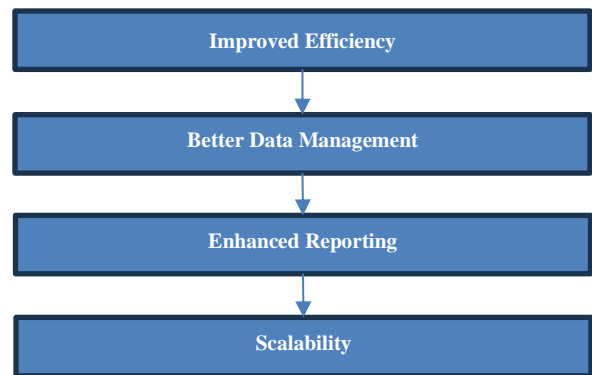 Improved Efficiency
Better Data Management
Enhanced Reporting
Scalability